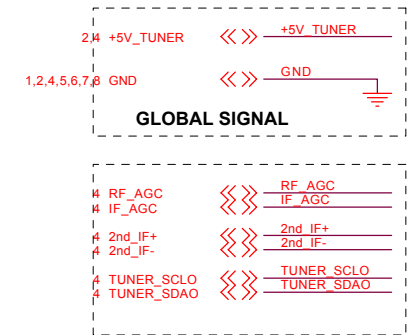 2,4 +5V_TUNER +5V_TUNER
1,2,4,5,6,7,8 GND GND
GLOBAL SIGNAL
4 RF_AGC RF_AGC
4 IF_AGC IF_AGC
4 2nd_IF+ 2nd_IF+
4 2nd_IF- 2nd_IF-
4 TUNER_SCLO TUNER_SCLO
4 TUNER_SDAO TUNER_SDAO